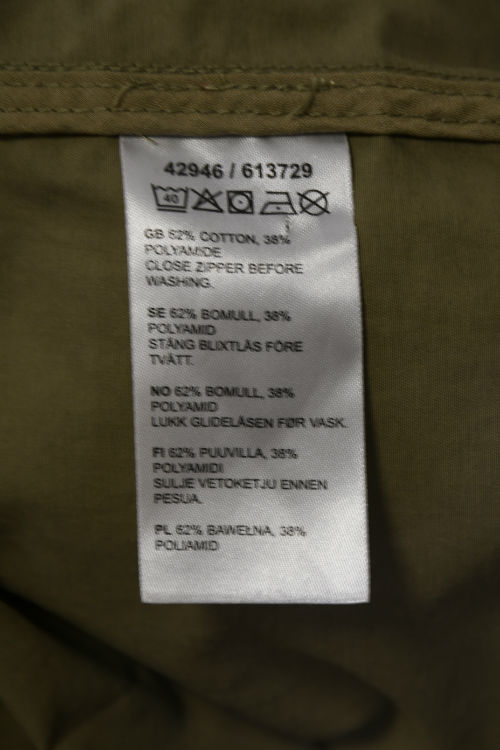 42946 / 613729
40
GB 62% COTTON, 38%
POLYAMIDE
CLOSE ZIPPER BEFORE
WASHING.
SE 62% BOMULL, 38%
POLYAMID
STÄNG BLIXTLÅS FÖRE
TVÄTT.
NO 62% BOMULL, 38%
POLYAMID
LUKK GLIDELÅSEN FØR VASK.
FI 62% PUUVILLA, 38%
POLYAMIDI
SULJE VETOKETJU ENNEN
PESUA.
PL 62% BAWEŁNA, 38%
POLIAMID